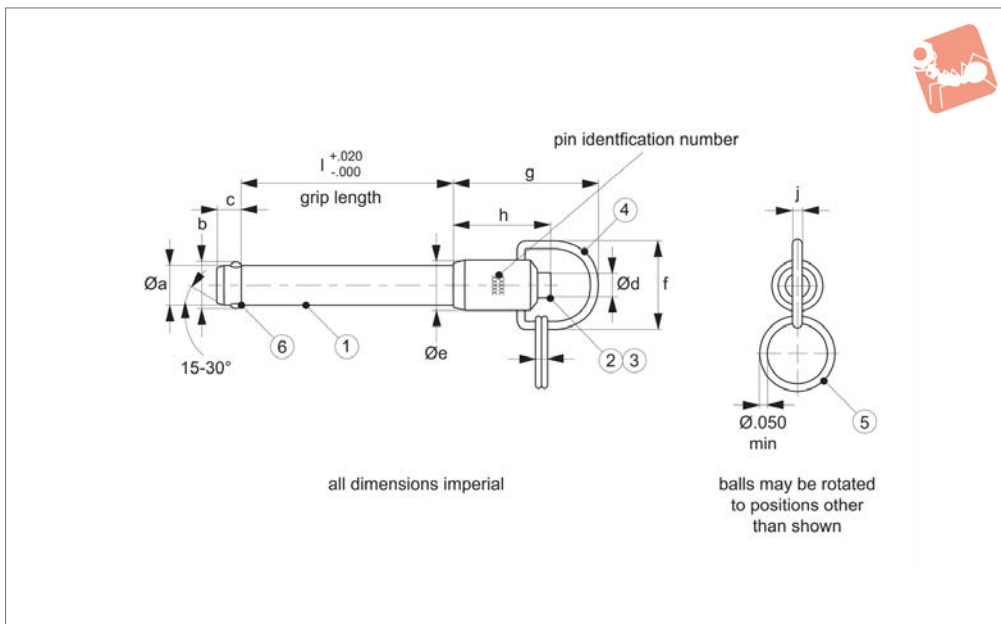 pin identfication number
l +.020
-.000
grip length
g
j
c
h
4
b
Øa
Ød
f
Øe
15-30°
6
1
2 3
5
Ø.050
min
all dimensions imperial
balls may be rotated
to positions other
than shown